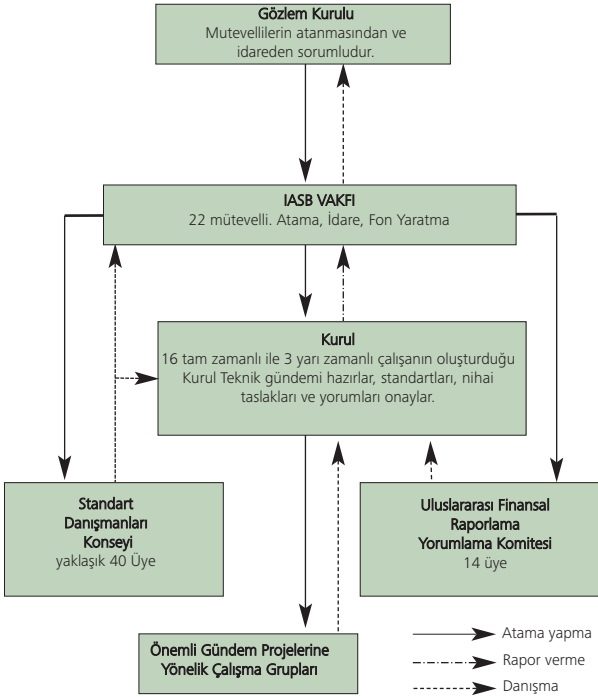 Gözlem Kurulu
Mutevellilerin atanmasından ve
idareden sorumludur.
IASB VAKFI
22 mütevelli. Atama, İdare, Fon Yaratma
Kurul
16 tam zamanlı ile 3 yarı zamanlı çalışanın oluşturduğu
Kurul Teknik gündemi hazırlar, standartları, nihai
taslakları ve yorumları onaylar.
Standart
Danışmanları
Konseyi
yaklaşık 40 Üye
Uluslararası Finansal
Raporlama
Yorumlama Komitesi
14 üye
Önemli Gündem Projelerine
Yönelik Çalışma Grupları
Atama yapma
Rapor verme
Danışma